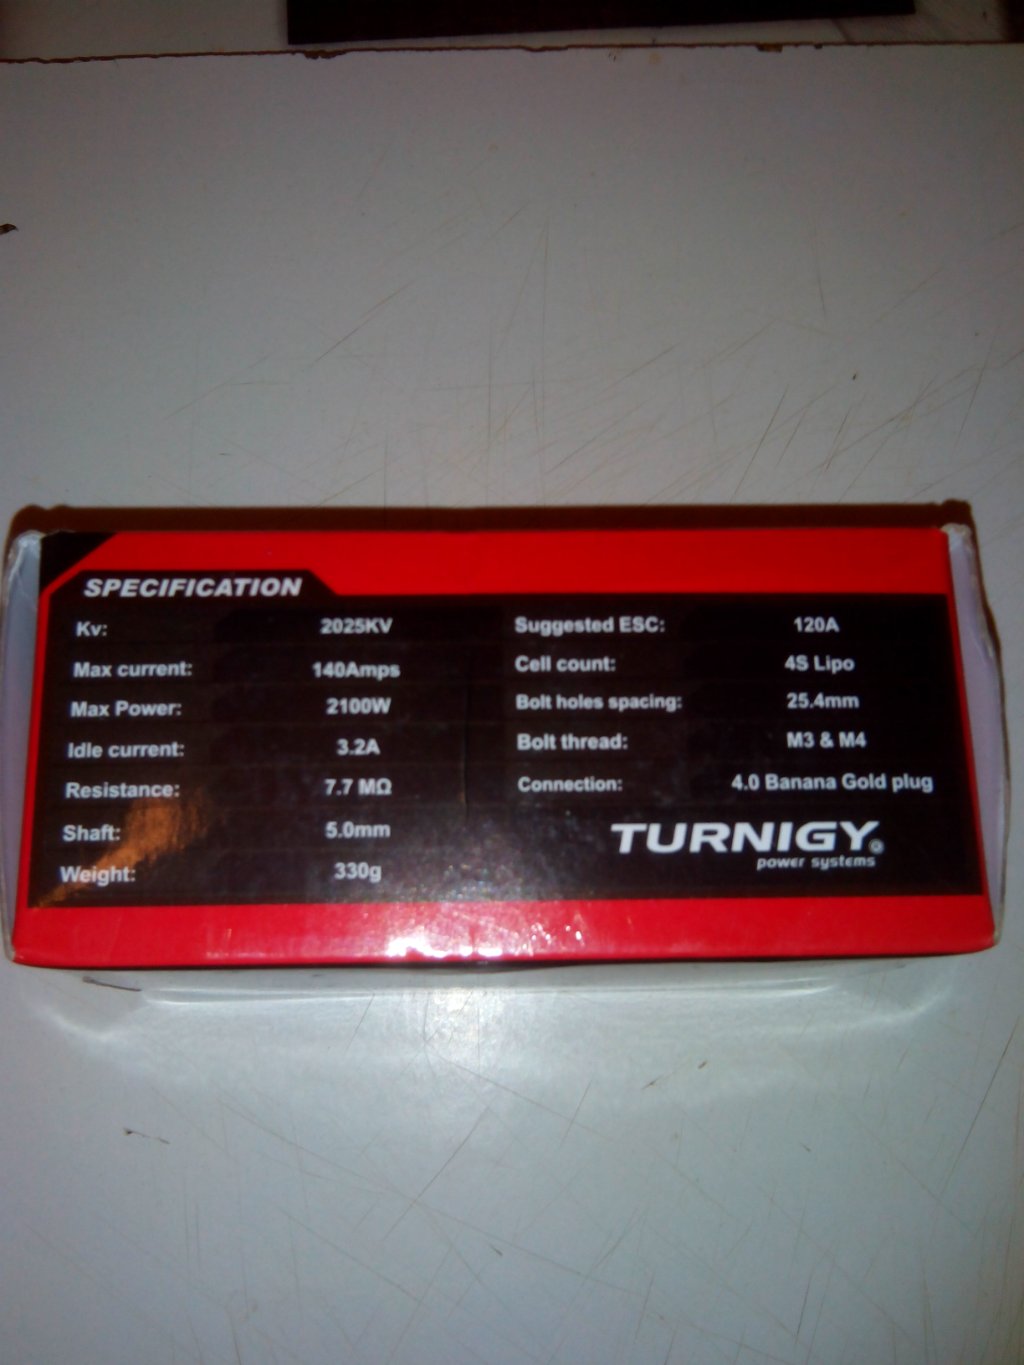 SPECIFICATION
Kv: 2025KV
Max current: 140Amps
Max Power: 2100W
Idle current: 3.2A
Resistance: 7.7 MΩ
Shaft: 5.0mm
Weight: 330g
Suggested ESC: 120A
Cell count: 4S Lipo
Bolt holes spacing: 25.4mm
Bolt thread: M3 & M4
Connection: 4.0 Banana Gold plug
TURNIGY®
power systems